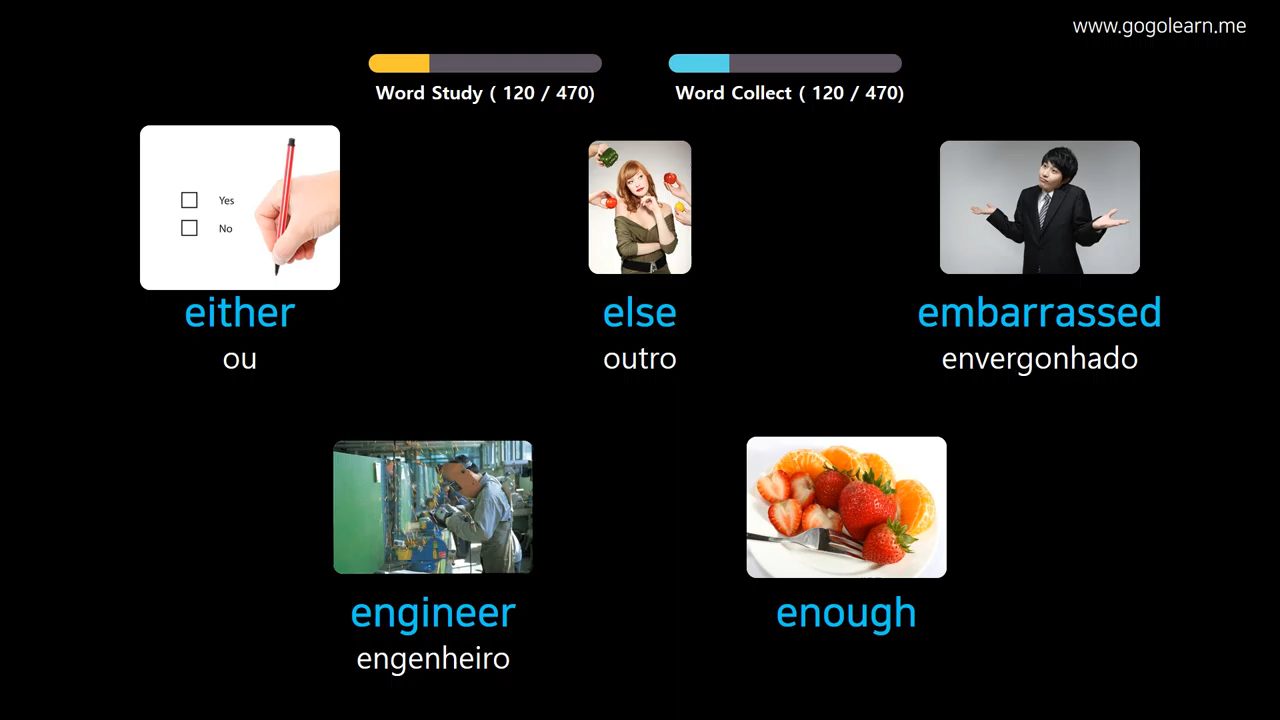 www.gogolearn.me
Word Study ( 120 / 470)
Word Collect ( 120 / 470)
Yes
No
either
ou
else
outro
embarrassed
envergonhado
engineer
engenheiro
enough